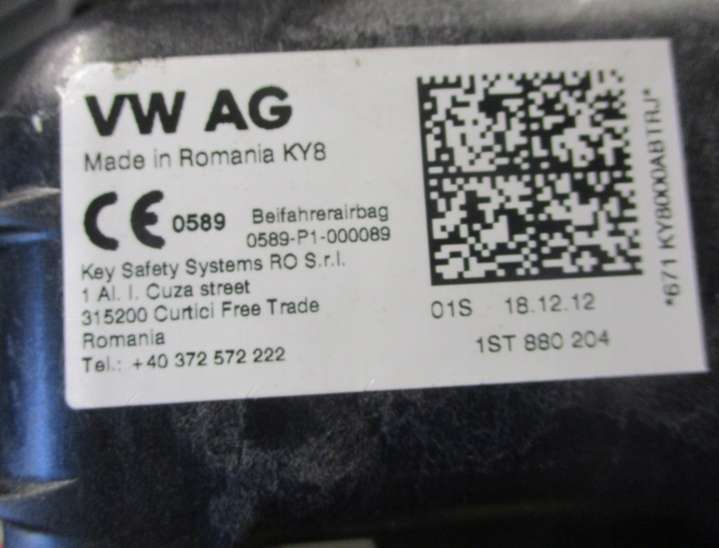 VW AG
Made in Romania KY8
CE 0589 Beifahrerairbag
0589-P1-000089
Key Safety Systems RO S.r.l.
1 Al. I. Cuza street
315200 Curtici Free Trade
Romania
Tel.: +40 372 572 222
01S 18.12.12
1ST 880 204
*671 KY8000ABTRJ*